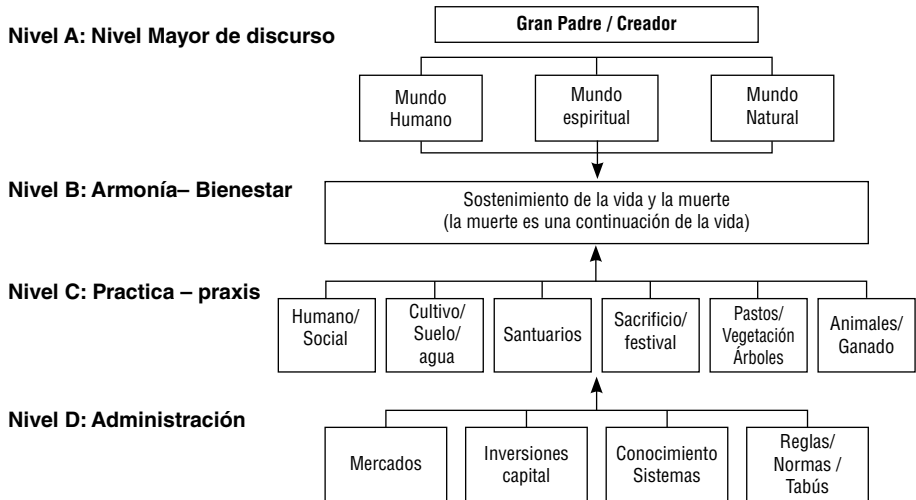 Nivel A: Nivel Mayor de discurso
Gran Padre / Creador
Mundo
Humano
Mundo
espiritual
Mundo
Natural
Nivel B: Armonía– Bienestar
Sostenimiento de la vida y la muerte
(la muerte es una continuación de la vida)
Nivel C: Practica – praxis
Humano/
Social
Cultivo/
Suelo/
agua
Santuarios
Sacrificio/
festival
Pastos/
Vegetación
Árboles
Animales/
Ganado
Nivel D: Administración
Mercados
Inversiones
capital
Conocimiento
Sistemas
Reglas/
Normas /
Tabús